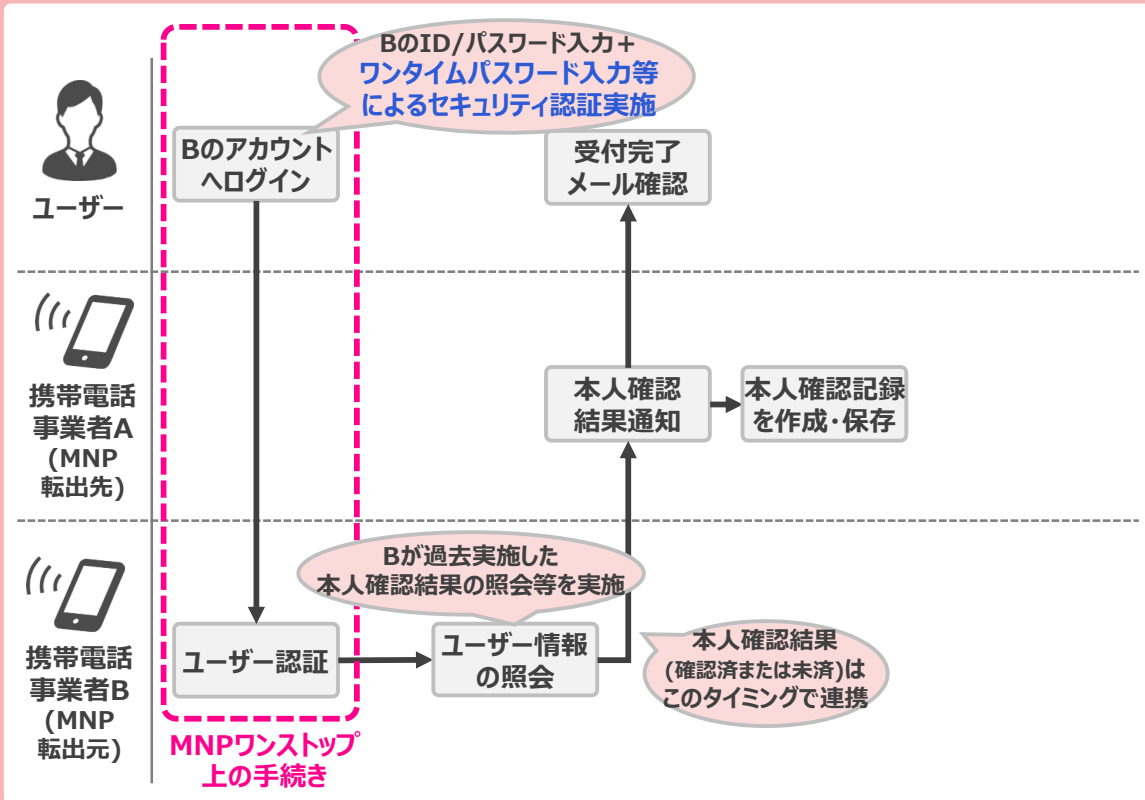 BのID/パスワード入力＋
ワンタイムパスワード入力等
によるセキュリティ認証実施
Bのアカウント
へログイン
受付完了
メール確認
ユーザー
携帯電話
事業者A
(MNP
転出先)
本人確認
結果通知
本人確認記録
を作成・保存
Bが過去実施した
本人確認結果の照会等を実施
携帯電話
事業者B
(MNP
転出元)
ユーザー認証
ユーザー情報
の照会
本人確認結果
(確認済または未済)は
このタイミングで連携
MNPワンストップ
上の手続き